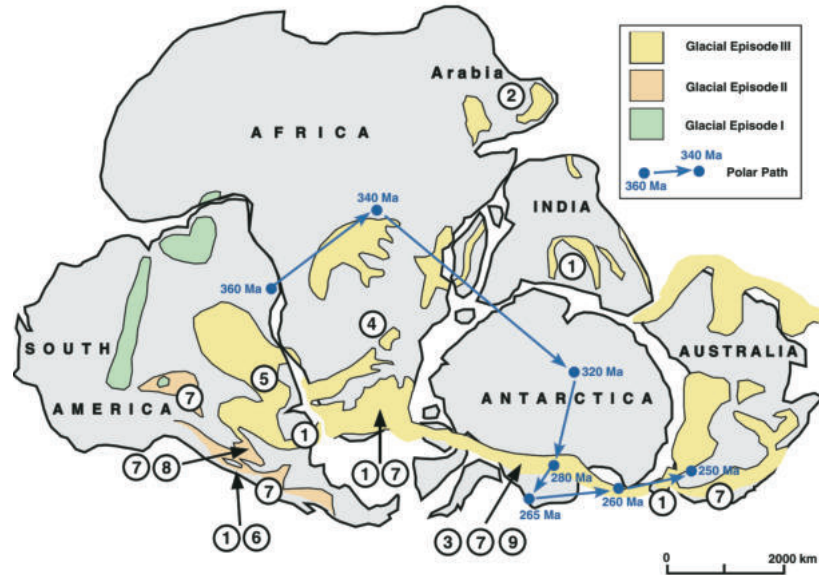 Glacial Episode III
Glacial Episode II
Glacial Episode I
340 Ma
360 Ma
Polar Path
Arabia
2
AFRICA
340 Ma
INDIA
1
360 Ma
4
SOUTH
AMERICA
5
7
320 Ma
AUSTRALIA
ANTARCTICA
1
7 8
1 7
7
280 Ma
250 Ma
265 Ma
260 Ma
1
7
1 6
3 7 9
0 2000 km